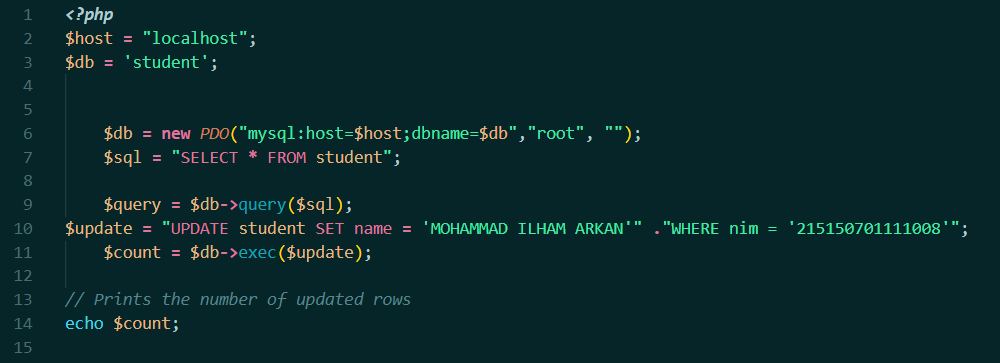 1 <?php
2 $host = "localhost";
3 $db = 'student';
4
5
6 $db = new PDO("mysql:host=$host;dbname=$db","root", "");
7 $sql = "SELECT * FROM student";
8
9 $query = $db->query($sql);
10 $update = "UPDATE student SET name = 'MOHAMMAD ILHAM ARKAN'" ."WHERE nim = '215150701111008'";
11 $count = $db->exec($update);
12
13 // Prints the number of updated rows
14 echo $count;
15